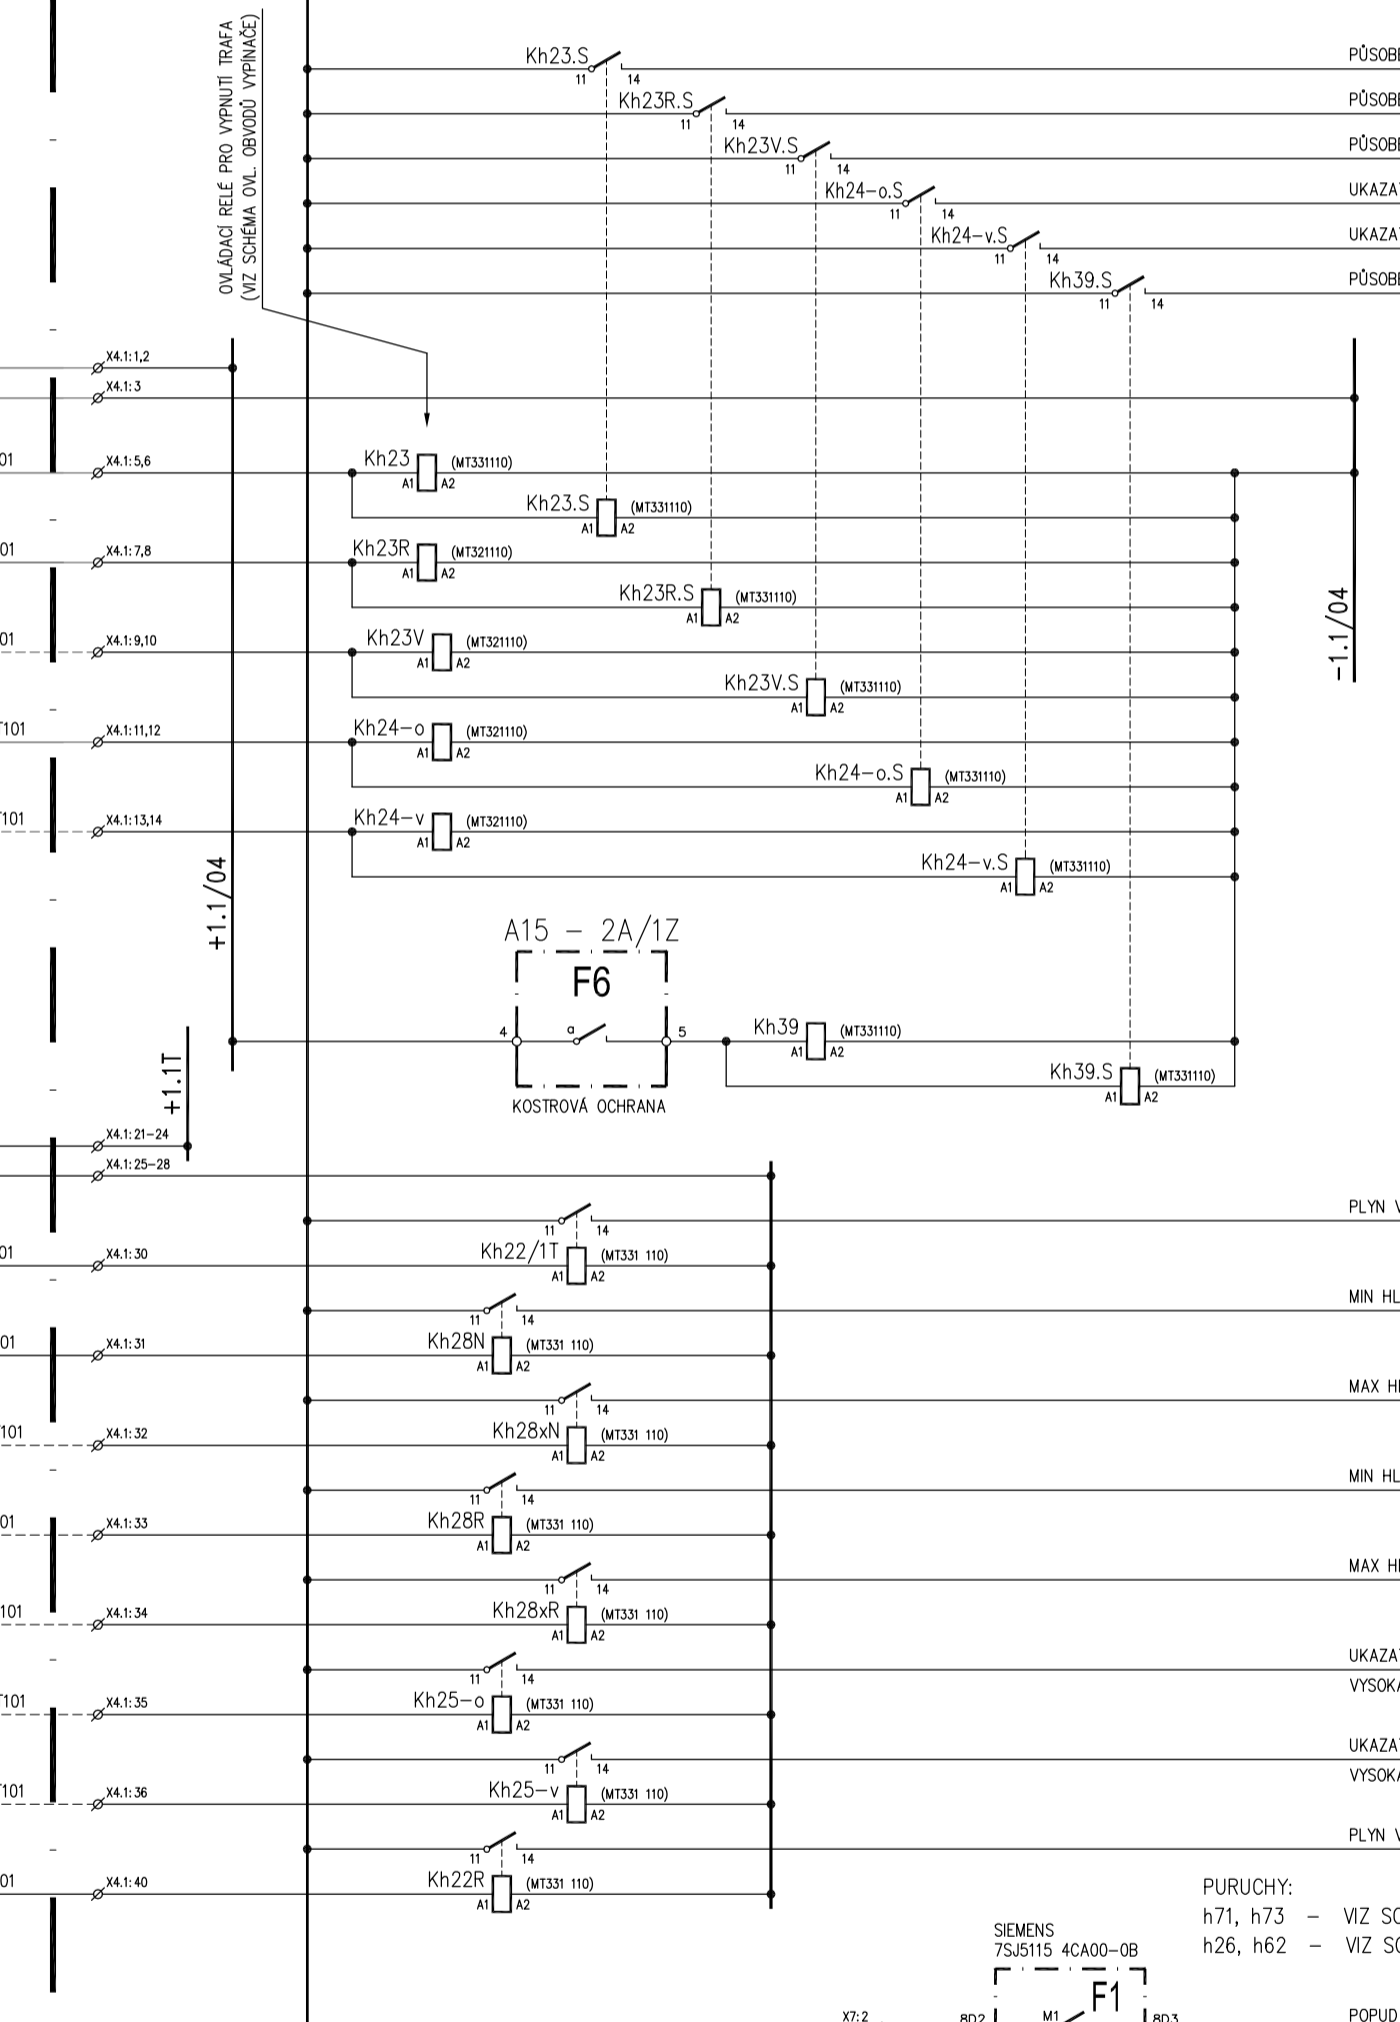 OVLÁDACÍ RELÉ PRO VYPNUTÍ TRAFA
(VIZ SCHÉMA OVL. OBVODŮ VYPÍNAČE)
Kh23.S
11 14
PŮSOBE
Kh23R.S
11 14
PŮSOBE
Kh23V.S
11 14
PŮSOBE
Kh24-o.S
11 14
UKAZA
Kh24-v.S
11 14
UKAZA
Kh39.S
11 14
PŮSOBE
X4.1:1,2
X4.1:3
01 X4.1:5,6
Kh23 (MT331110)
A1 A2
Kh23.S (MT331110)
A1 A2
01 X4.1:7,8
Kh23R (MT321110)
A1 A2
Kh23R.S (MT331110)
A1 A2
-1.1/04
01 X4.1:9,10
Kh23V (MT321110)
A1 A2
Kh23V.S (MT331110)
A1 A2
T101 X4.1:11,12
Kh24-o (MT321110)
A1 A2
Kh24-o.S (MT331110)
A1 A2
T101 X4.1:13,14
Kh24-v (MT321110)
A1 A2
Kh24-v.S (MT331110)
A1 A2
+1.1/04
A15 - 2A/1Z
F6
4 a 5
Kh39 (MT331110)
A1 A2
Kh39.S (MT331110)
A1 A2
KOSTROVÁ OCHRANA
+1.1T
X4.1:21-24
X4.1:25-28
PLYN V
11 14
01 X4.1:30
Kh22/1T (MT331 110)
A1 A2
MIN HL
11 14
01 X4.1:31
Kh28N (MT331 110)
A1 A2
MAX H
11 14
101 X4.1:32
Kh28xN (MT331 110)
A1 A2
MIN HL
11 14
01 X4.1:33
Kh28R (MT331 110)
A1 A2
MAX H
11 14
101 X4.1:34
Kh28xR (MT331 110)
A1 A2
UKAZA
11 14
VYSOKA
T101 X4.1:35
Kh25-o (MT331 110)
A1 A2
UKAZA
11 14
VYSOKA
T101 X4.1:36
Kh25-v (MT331 110)
A1 A2
PLYN V
11 14
01 X4.1:40
Kh22R (MT331 110)
A1 A2
PURUCHY:
h71, h73 - VIZ SC
h26, h62 - VIZ SC
SIEMENS
7SJ5115 4CA00-0B
F1
X7:2 8D2 M1 8D3
POPUD